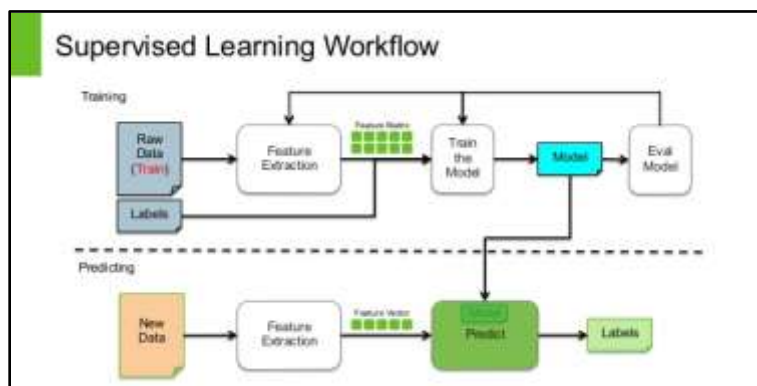 Supervised Learning Workflow
Training
Raw
Data
(Train)
Labels
Feature
Extraction
Feature Matrix
Train
the
Model
Model
Eval
Model
Predicting
New
Data
Feature
Extraction
Feature Vector
Model
Predict
Labels